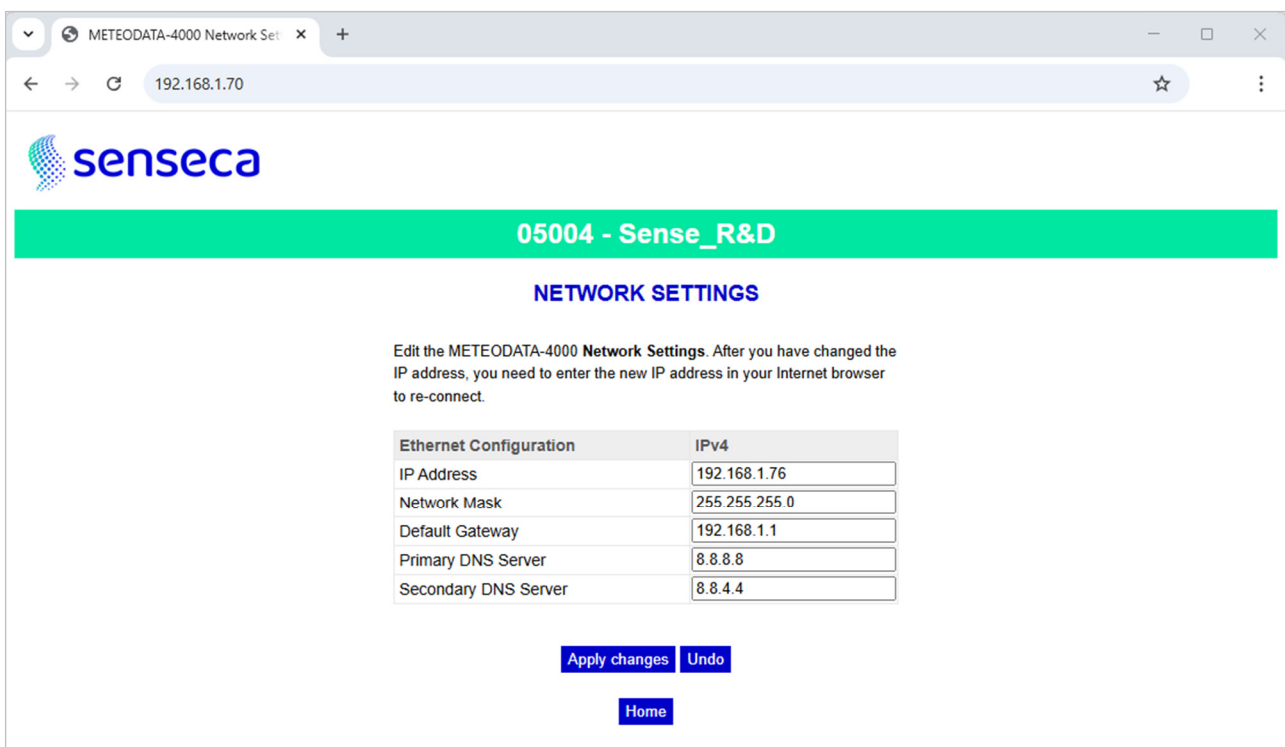 METEODATA-4000 Network Set
192.168.1.70
senseca
05004 - Sense_R&D
NETWORK SETTINGS
Edit the METEODATA-4000 Network Settings. After you have changed the
IP address, you need to enter the new IP address in your Internet browser
to re-connect.
Ethernet Configuration IPv4
IP Address 192.168.1.76
Network Mask 255.255.255.0
Default Gateway 192.168.1.1
Primary DNS Server 8.8.8.8
Secondary DNS Server 8.8.4.4
Apply changes Undo
Home